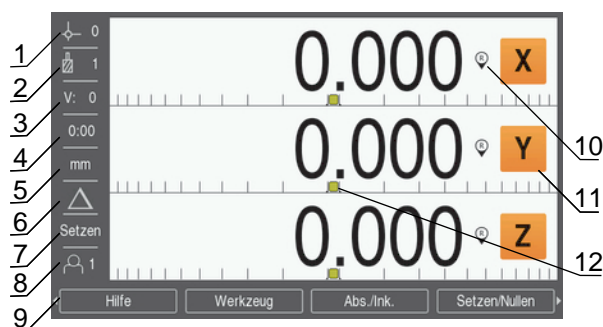 1
2
3
4
5
6
7
8
9
10
11
12
0
1
V: 0
0:00
mm
Setzen
1
0.000 R X
0.000 R Y
0.000 R Z
Hilfe Werkzeug Abs./Ink. Setzen/Nullen